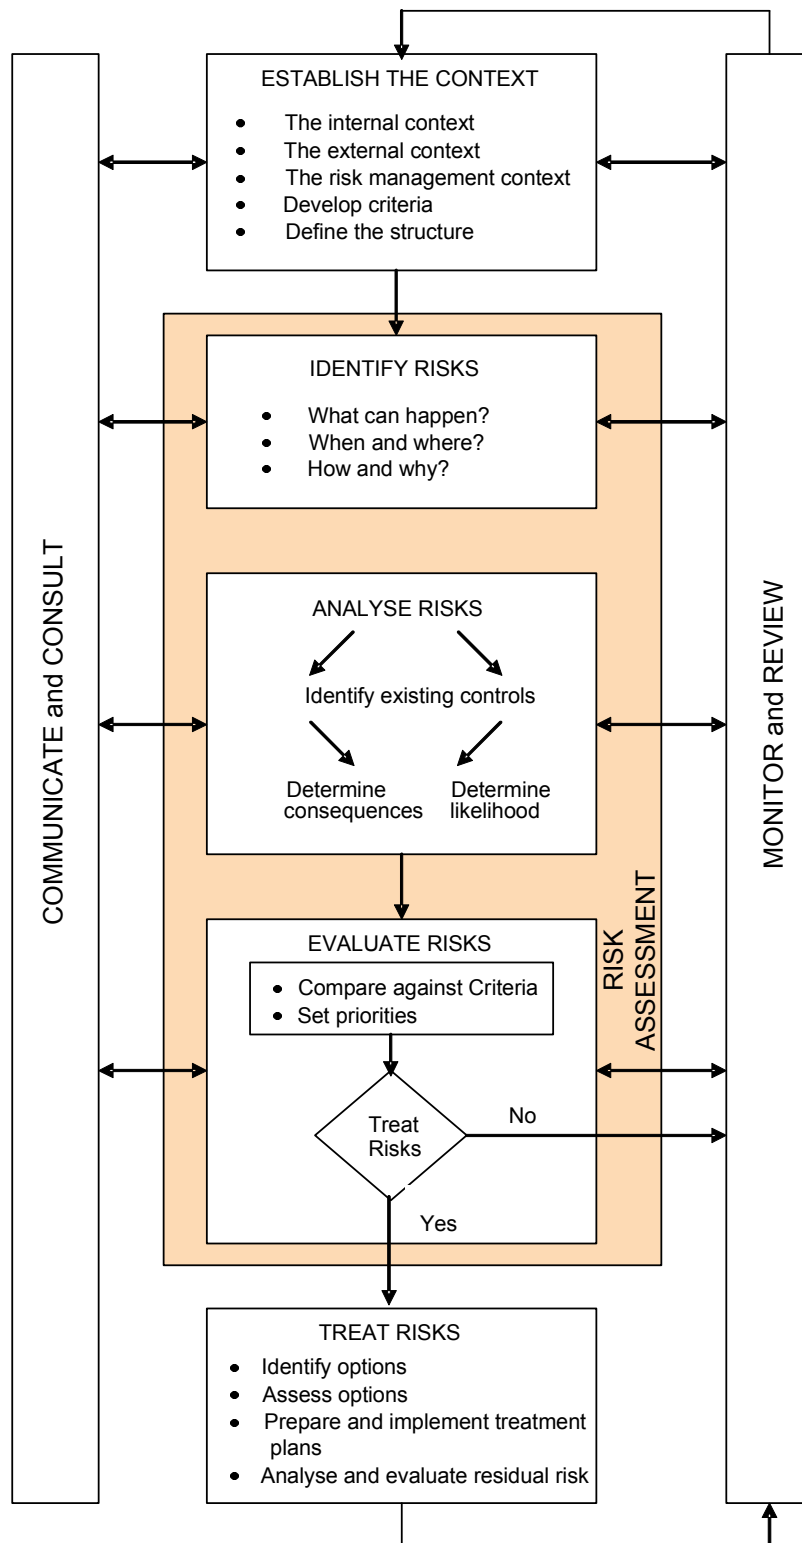 ESTABLISH THE CONTEXT
• The internal context
• The external context
• The risk management context
• Develop criteria
• Define the structure
IDENTIFY RISKS
• What can happen?
• When and where?
• How and why?
COMMUNICATE and CONSULT
MONITOR and REVIEW
ANALYSE RISKS
Identify existing controls
Determine
consequences
Determine
likelihood
RISK
ASSESSMENT
EVALUATE RISKS
• Compare against Criteria
• Set priorities
Treat
Risks
No
Yes
TREAT RISKS
• Identify options
• Assess options
• Prepare and implement treatment
plans
• Analyse and evaluate residual risk